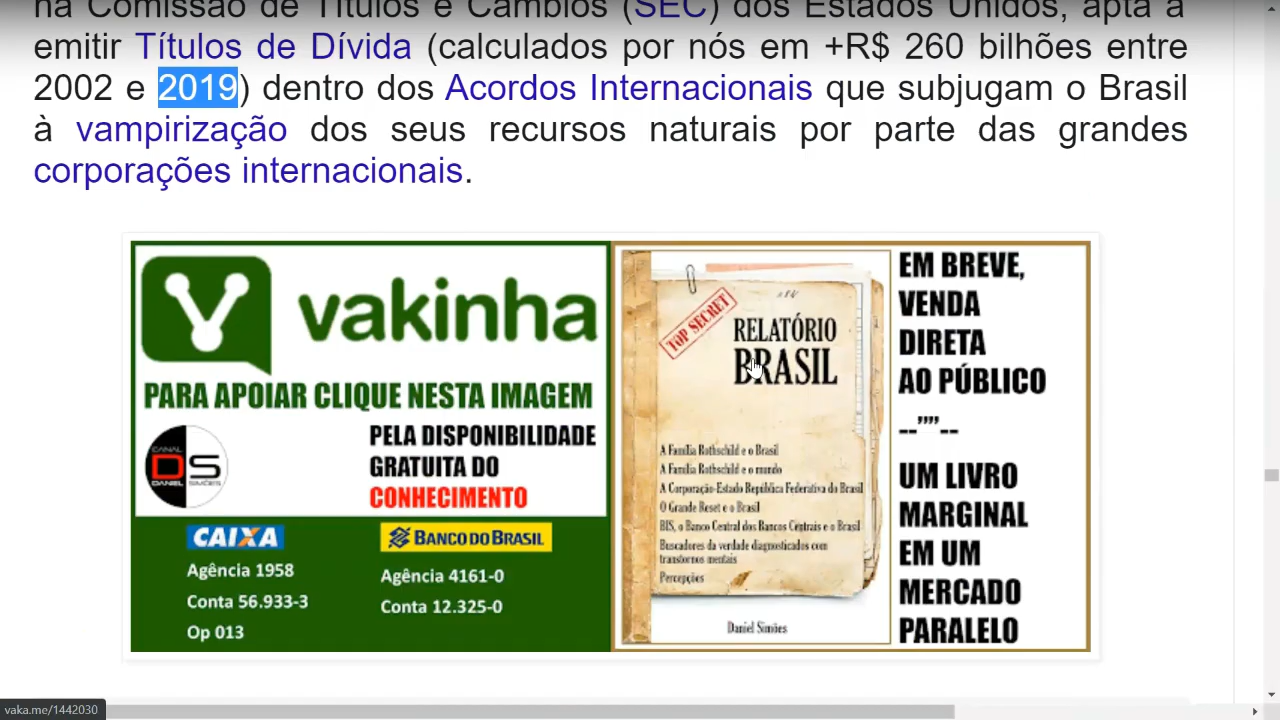 na Comissão de Títulos e Câmbios (SEC) dos Estados Unidos, apta a
emitir Títulos de Dívida (calculados por nós em +R$ 260 bilhões entre
2002 e 2019) dentro dos Acordos Internacionais que subjugam o Brasil
à vampirização dos seus recursos naturais por parte das grandes
corporações internacionais.
vakinha
PARA APOIAR CLIQUE NESTA IMAGEM
CANAL
DS
DANIEL SIMÕES
PELA DISPONIBILIDADE
GRATUITA DO
CONHECIMENTO
CAIXA
Agência 1958
Conta 56.933-3
Op 013
BANCO DO BRASIL
Agência 4161-0
Conta 12.325-0
TOP SECRET
RELATÓRIO
BRASIL
A Família Rothschild e o Brasil
A Família Rothschild e o mundo
A Corporação-Estado República Federativa do Brasil
O Grande Reset e o Brasil
BIS, o Banco Central dos Bancos Centrais e o Brasil
Buscadores da verdade diagnosticados com
transtornos mentais
Percepções
Daniel Simões
EM BREVE,
VENDA
DIRETA
AO PÚBLICO
--""--
UM LIVRO
MARGINAL
EM UM
MERCADO
PARALELO
vaka.me/1442030